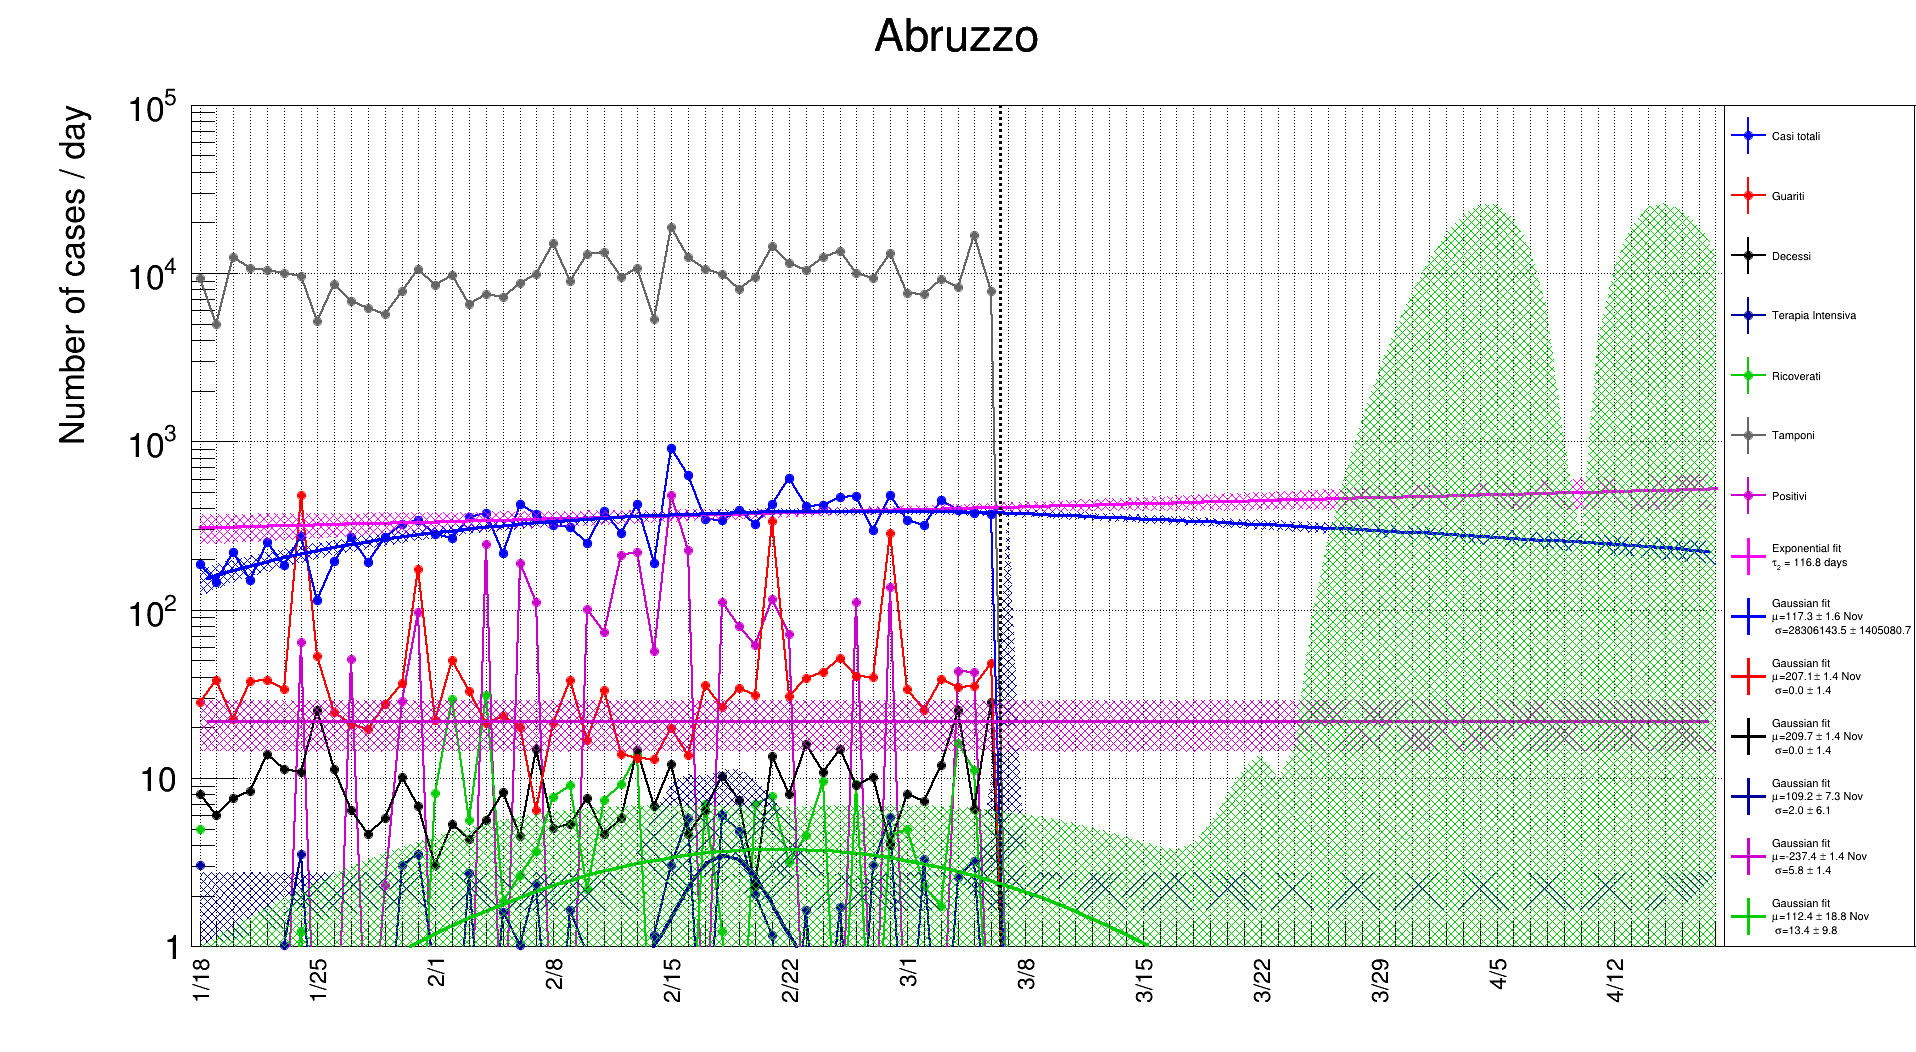 Abruzzo
Number of cases / day
10^5
10^4
10^3
10^2
10
1
1/18
1/25
2/1
2/8
2/15
2/22
3/1
3/8
3/15
3/22
3/29
4/5
4/12
Casi totali
Guariti
Decessi
Terapia Intensiva
Ricoverati
Tamponi
Positivi
Exponential fit
τ₂ = 116.8 days
Gaussian fit
μ=117.3 ± 1.6 Nov
σ=28306143.5 ± 1405080.7
Gaussian fit
μ=207.1 ± 1.4 Nov
σ=0.0 ± 1.4
Gaussian fit
μ=209.7 ± 1.4 Nov
σ=0.0 ± 1.4
Gaussian fit
μ=109.2 ± 7.3 Nov
σ=2.0 ± 6.1
Gaussian fit
μ=-237.4 ± 1.4 Nov
σ=5.8 ± 1.4
Gaussian fit
μ=112.4 ± 18.8 Nov
σ=13.4 ± 9.8